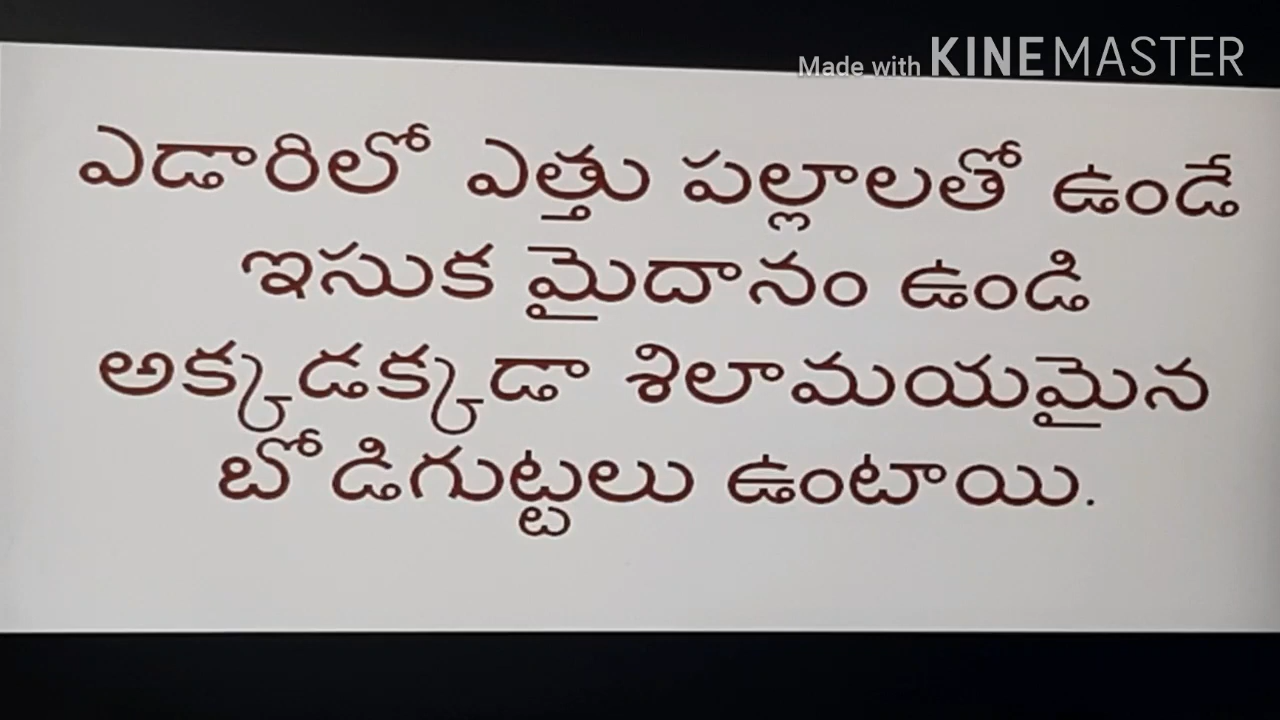 Made with KINEMASTER
ఎడారిలో ఎత్తు పల్లాలతో ఉండే
ఇసుక మైదానం ఉండి
అక్కడక్కడా శిలామయమైన
బోడిగుట్టలు ఉంటాయి.